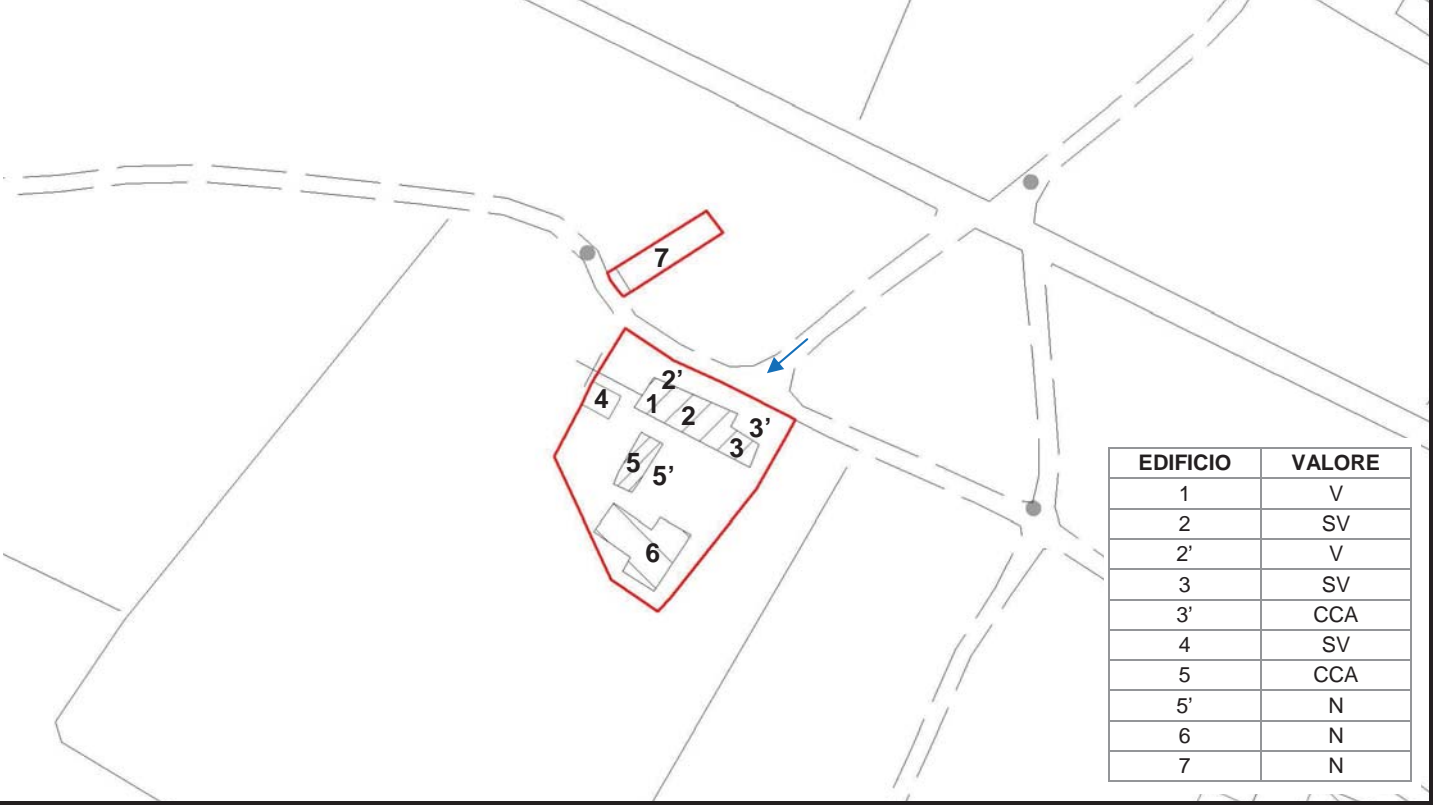 7
2’
4
1
2
3’
3
5
5’
6
EDIFICIO VALORE
1 V
2 SV
2’ V
3 SV
3’ CCA
4 SV
5 CCA
5’ N
6 N
7 N